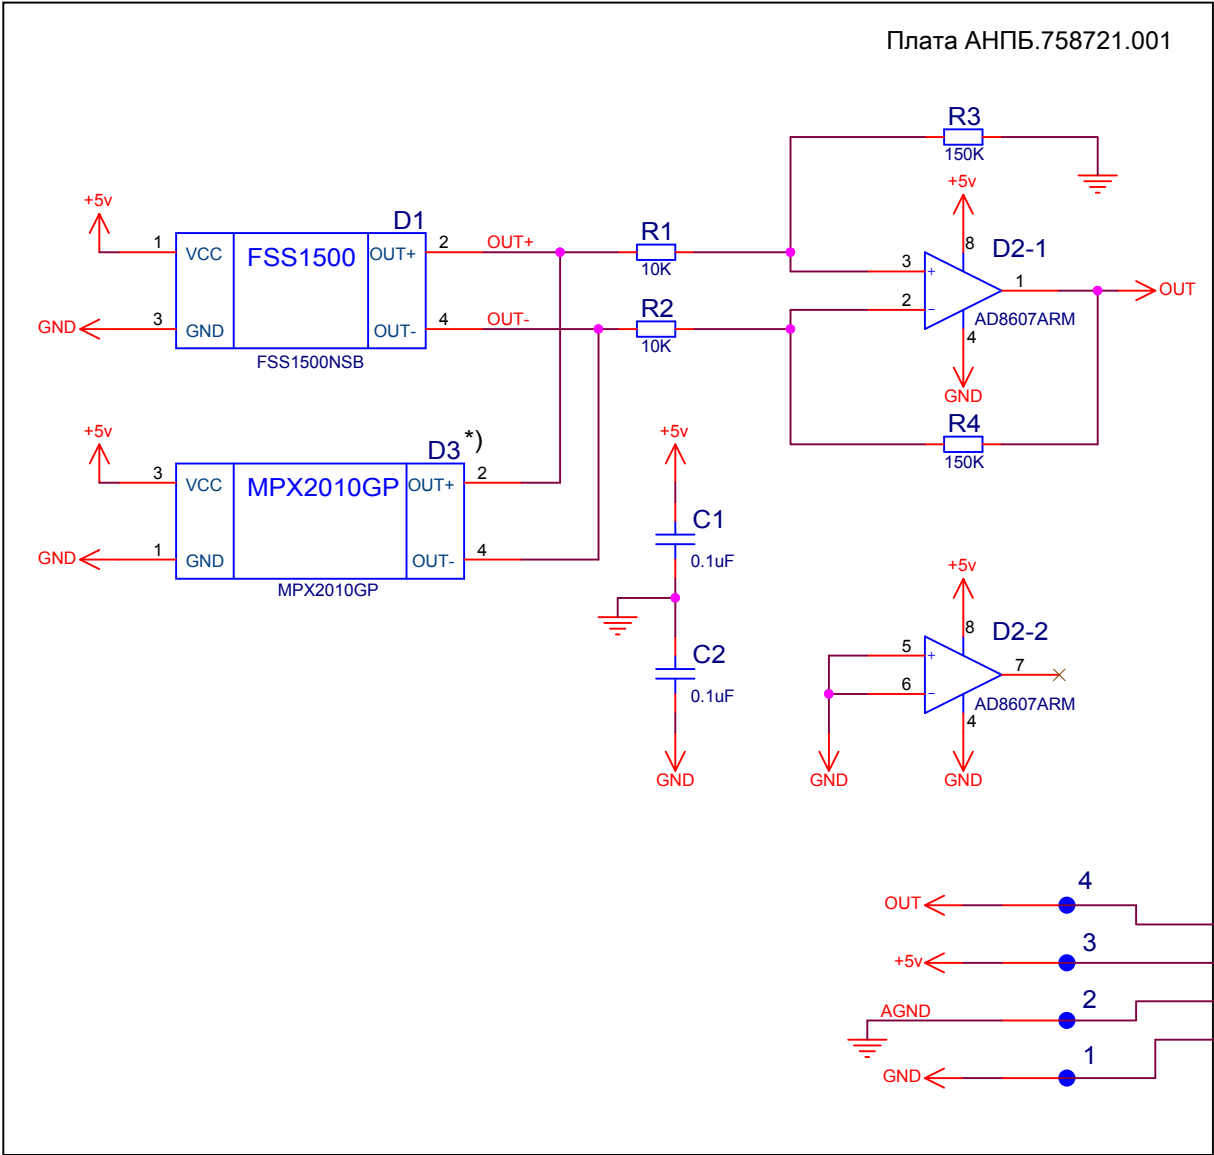 Плата АНПБ.758721.001
R3
150K
+5v
8
D2-1
3
+
2
−
1
OUT
AD8607ARM
4
GND
R4
150K
+5v
D1
1
VCC
FSS1500
OUT+
2
OUT+
GND
3
GND
OUT-
4
OUT-
FSS1500NSB
R1
10K
R2
10K
+5v
D3 *)
3
VCC
MPX2010GP
OUT+
2
GND
1
GND
OUT-
4
MPX2010GP
+5v
C1
0.1uF
C2
0.1uF
GND
+5v
8
D2-2
5
+
6
−
7
AD8607ARM
4
GND
GND
4
OUT
3
+5v
2
AGND
1
GND